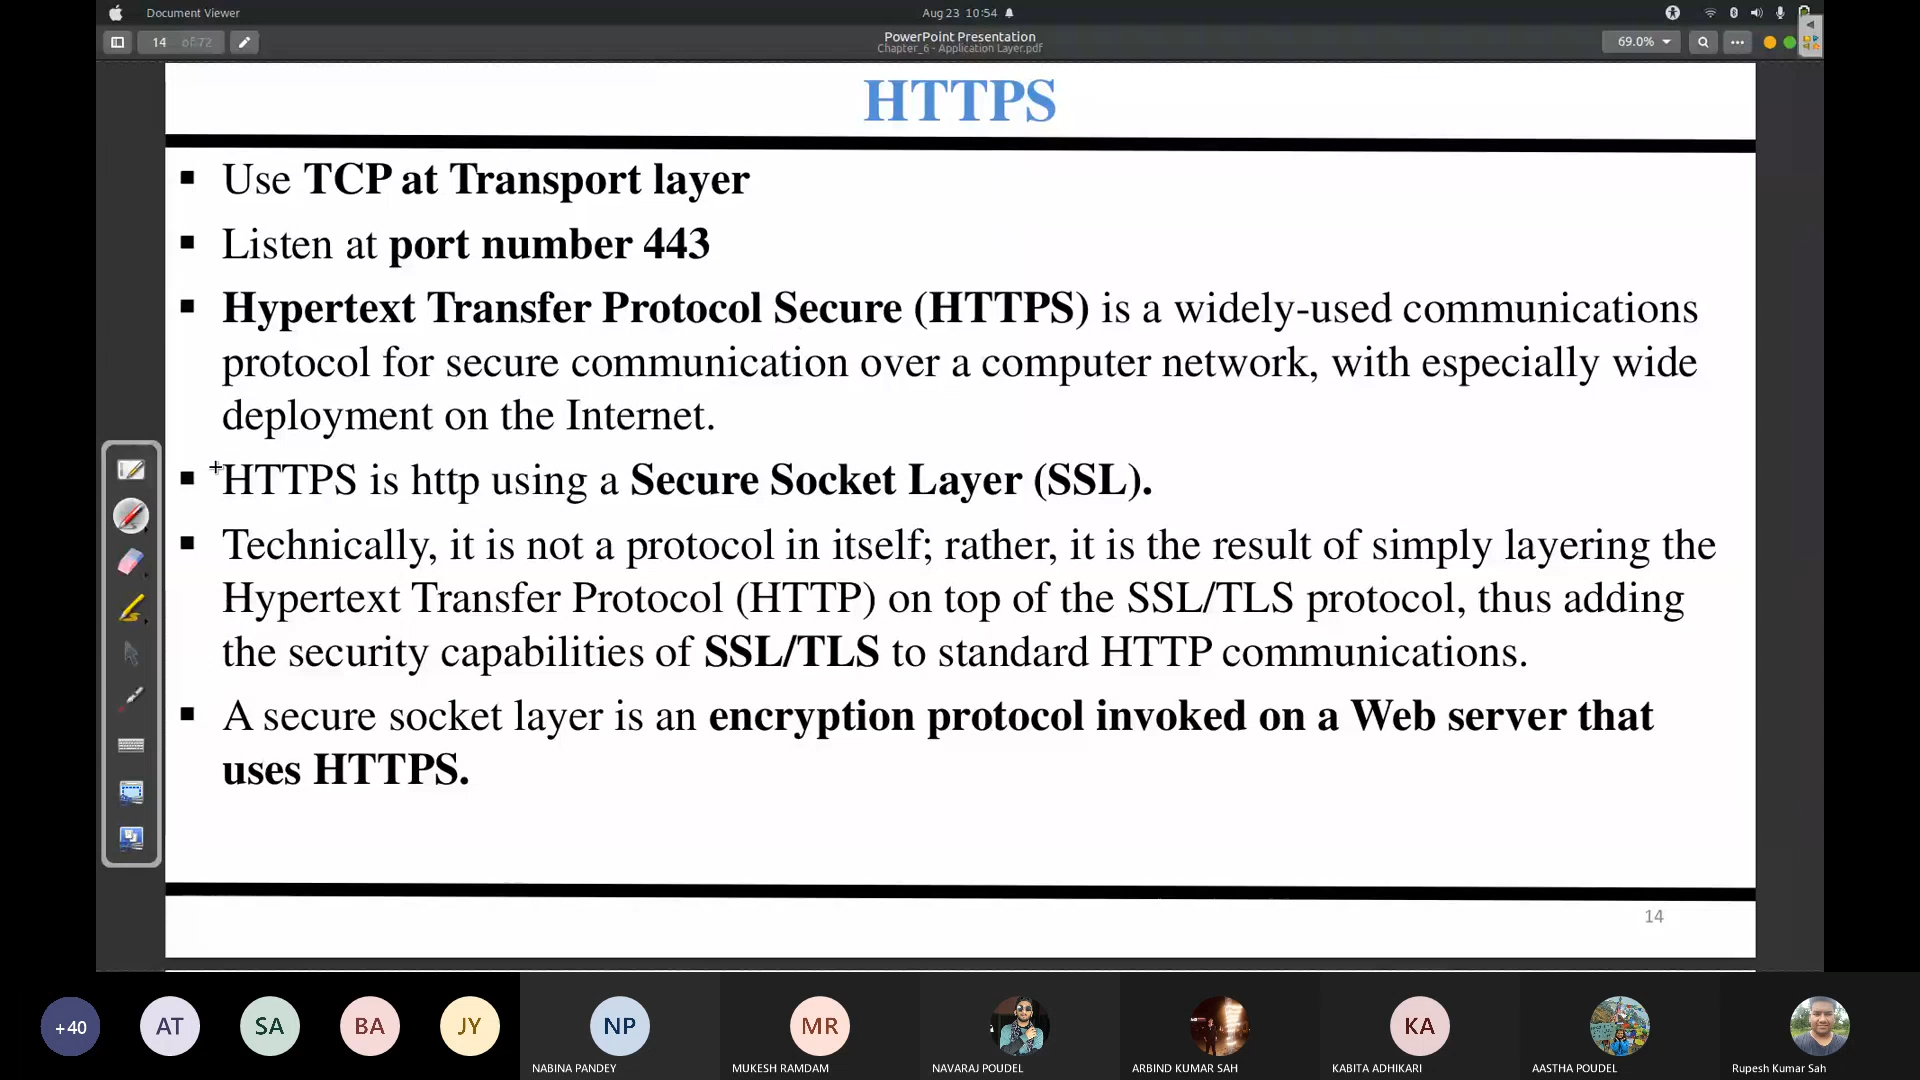 Document Viewer
Aug 23 10:54
14 of 72
PowerPoint Presentation
Chapter_6 - Application Layer.pdf
69.0%
HTTPS
▪ Use TCP at Transport layer
▪ Listen at port number 443
▪ Hypertext Transfer Protocol Secure (HTTPS) is a widely-used communications
protocol for secure communication over a computer network, with especially wide
deployment on the Internet.
▪ HTTPS is http using a Secure Socket Layer (SSL).
▪ Technically, it is not a protocol in itself; rather, it is the result of simply layering the
Hypertext Transfer Protocol (HTTP) on top of the SSL/TLS protocol, thus adding
the security capabilities of SSL/TLS to standard HTTP communications.
▪ A secure socket layer is an encryption protocol invoked on a Web server that
uses HTTPS.
14
+40 AT SA BA JY NP MR KA
NABINA PANDEY MUKESH RAMDAM NAVARAJ POUDEL ARBIND KUMAR SAH KABITA ADHIKARI AASTHA POUDEL Rupesh Kumar Sah